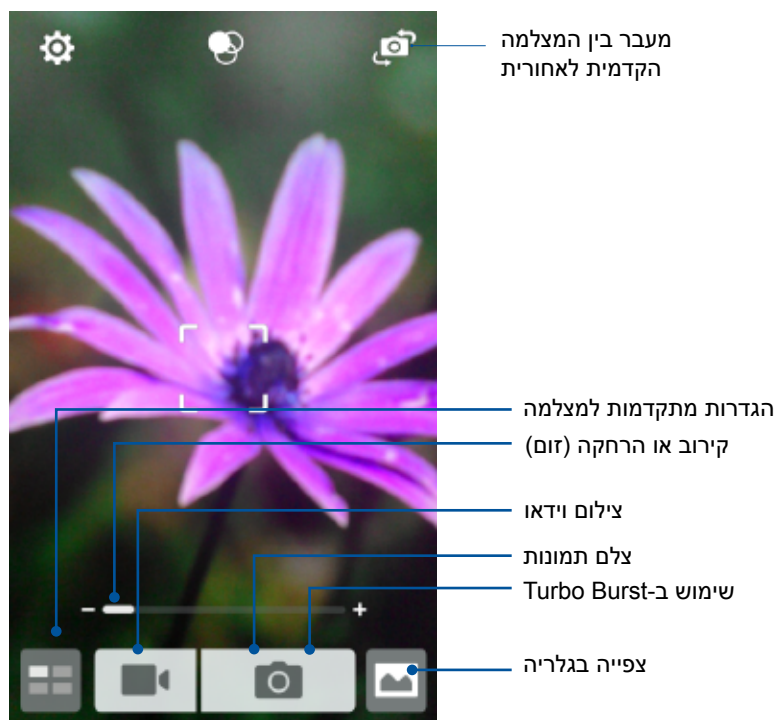 מעבר בין המצלמה
הקדמית לאחורית
הגדרות מתקדמות למצלמה
קירוב או הרחקה (זום)
צילום וידאו
צלם תמונות
שימוש ב-Turbo Burst
צפייה בגלריה